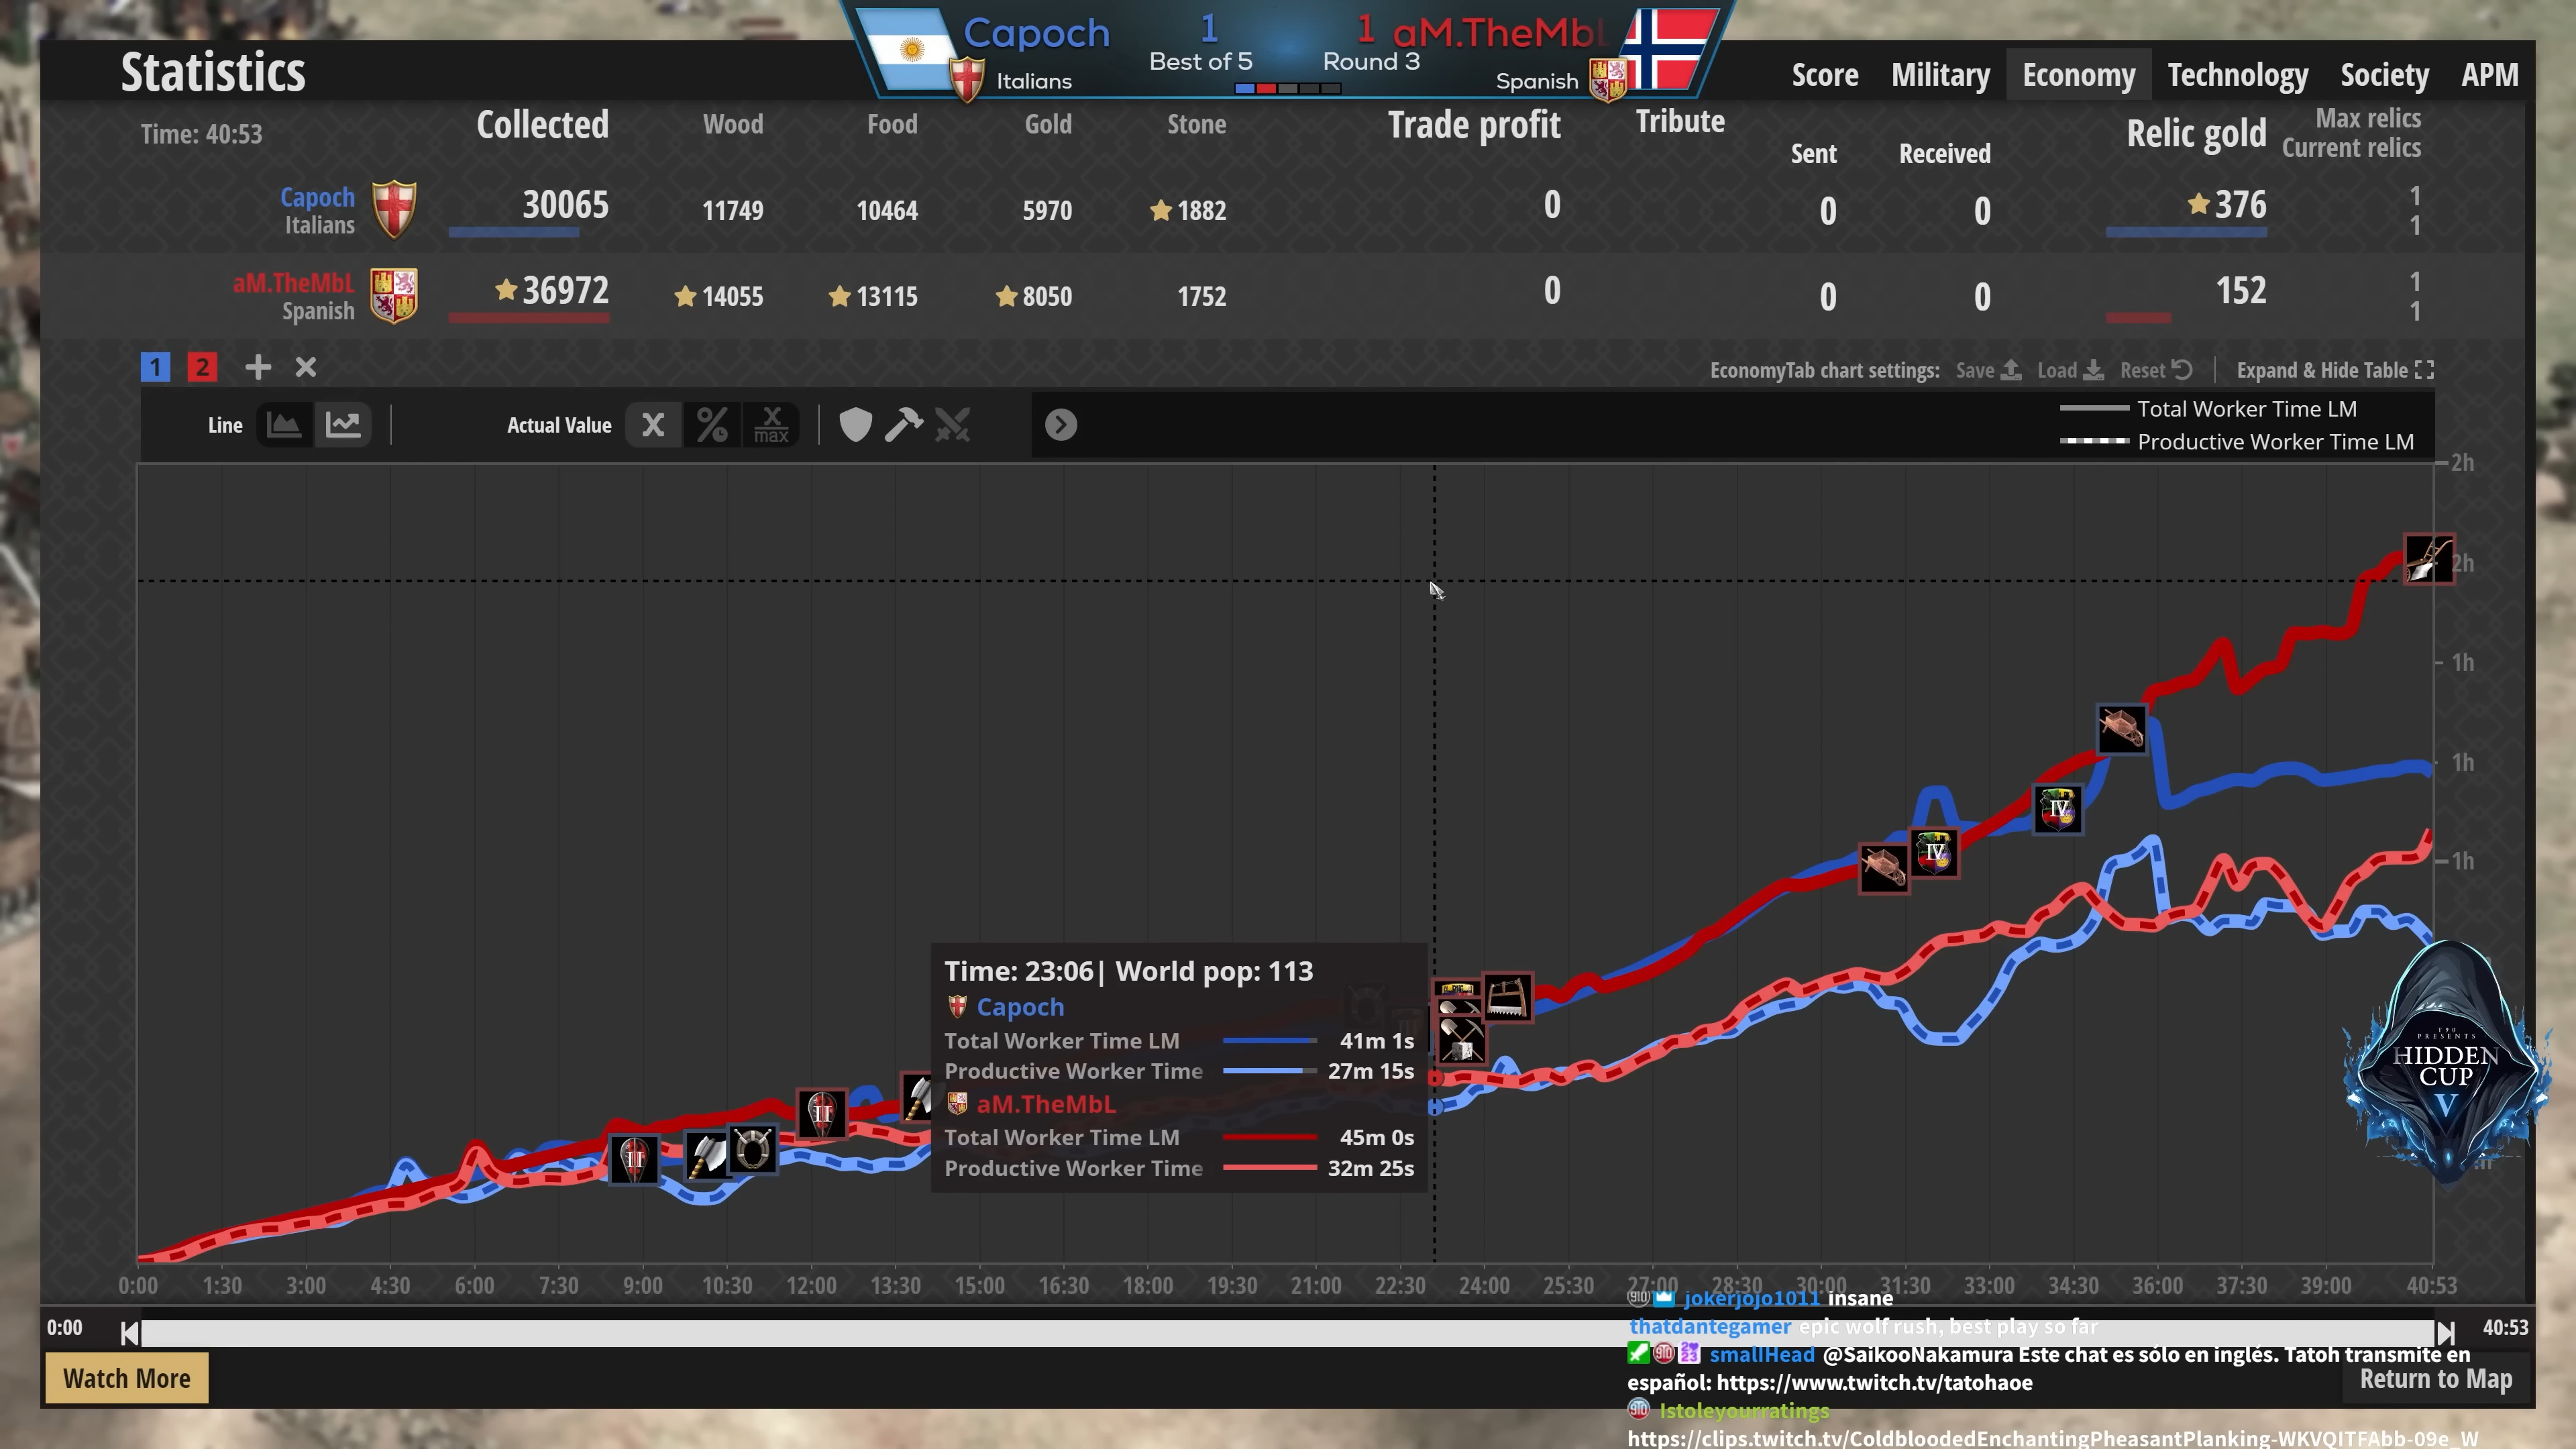 Capoch 1 1 aM.TheMbL
Best of 5 Round 3
Italians Spanish
Statistics
Score Military Economy Technology Society APM
Time: 40:53
Collected Wood Food Gold Stone Trade profit Tribute Sent Received Relic gold Max relics
Current relics
Capoch 30065 11749 10464 5970 1882 0 0 0 376 1
Italians 1
aM.TheMbL 36972 14055 13115 8050 1752 0 0 0 152 1
Spanish 1
1 2
EconomyTab chart settings: Save Load Reset Expand & Hide Table
Line Actual Value X % X
max
Total Worker Time LM
Productive Worker Time LM
2h
2h
1h
1h
1h
IV
IV
II
II
Time: 23:06| World pop: 113
Capoch
Total Worker Time LM 41m 1s
Productive Worker Time 27m 15s
aM.TheMbL
Total Worker Time LM 45m 0s
Productive Worker Time 32m 25s
T90
PRESENTS
HIDDEN
CUP
V
0:00 1:30 3:00 4:30 6:00 7:30 9:00 10:30 12:00 13:30 15:00 16:30 18:00 19:30 21:00 22:30 24:00 25:30 27:00 28:30 30:00 31:30 33:00 34:30 36:00 37:30 39:00 40:53
0:00 40:53
jokerjojo1011 insane
thatdantegamer epic wolf rush, best play so far
smallHead @SaikooNakamura Este chat es sólo en inglés. Tatoh transmite en
español: https://www.twitch.tv/tatohaoe
Istoleyourratings
https://clips.twitch.tv/ColdbloodedEnchantingPheasantPlanking-WKVQITFAbb-09e_W
Watch More
Return to Map